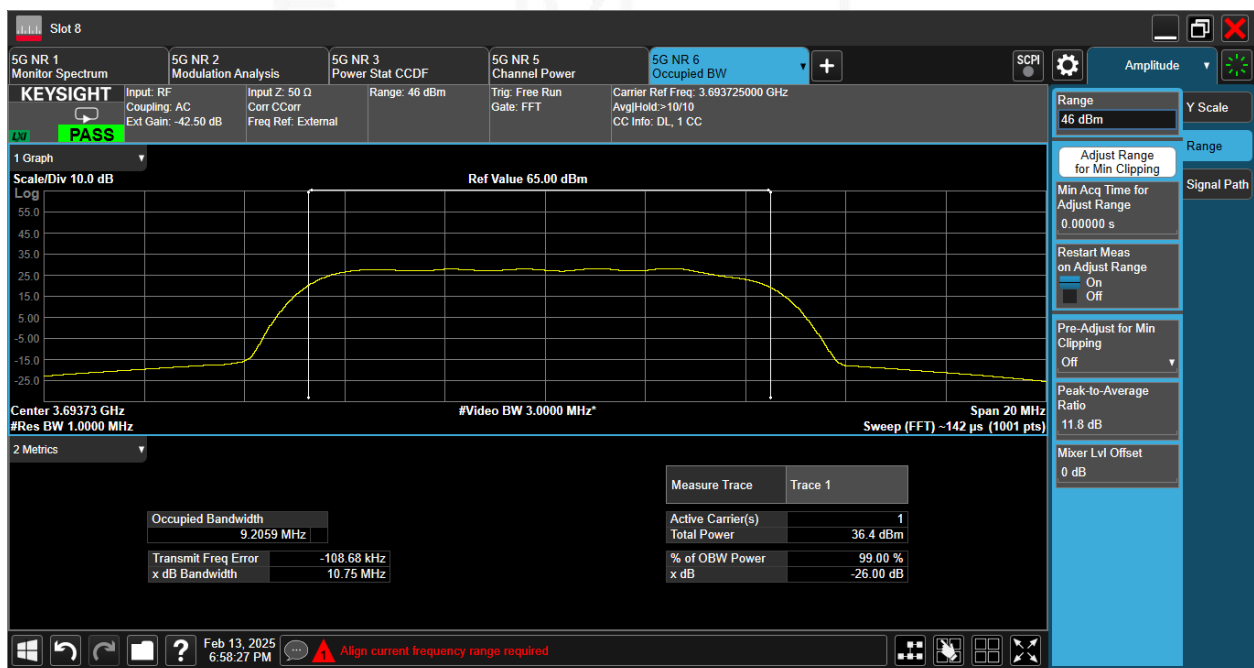 Slot 8
5G NR 1
Monitor Spectrum
5G NR 2
Modulation Analysis
5G NR 3
Power Stat CCDF
5G NR 5
Channel Power
5G NR 6
Occupied BW
SCPI
Amplitude
KEYSIGHT
LXI
PASS
Input: RF
Coupling: AC
Ext Gain: -42.50 dB
Input Z: 50 Ω
Corr CCorr
Freq Ref: External
Range: 46 dBm
Trig: Free Run
Gate: FFT
Carrier Ref Freq: 3.693725000 GHz
Avg|Hold:>10/10
CC Info: DL, 1 CC
1 Graph
Scale/Div 10.0 dB
Ref Value 65.00 dBm
Log
55.0
45.0
35.0
25.0
15.0
5.00
-5.00
-15.0
-25.0
Center 3.69373 GHz
#Video BW 3.0000 MHz*
Span 20 MHz
#Res BW 1.0000 MHz
Sweep (FFT) ~142 µs (1001 pts)
2 Metrics
Measure Trace Trace 1
Occupied Bandwidth
9.2059 MHz
Transmit Freq Error -108.68 kHz
x dB Bandwidth 10.75 MHz
Active Carrier(s) 1
Total Power 36.4 dBm
% of OBW Power 99.00 %
x dB -26.00 dB
Range
46 dBm
Adjust Range
for Min Clipping
Min Acq Time for
Adjust Range
0.00000 s
Restart Meas
on Adjust Range
On
Off
Pre-Adjust for Min
Clipping
Off
Peak-to-Average
Ratio
11.8 dB
Mixer Lvl Offset
0 dB
Y Scale
Range
Signal Path
Feb 13, 2025
6:58:27 PM
Align current frequency range required